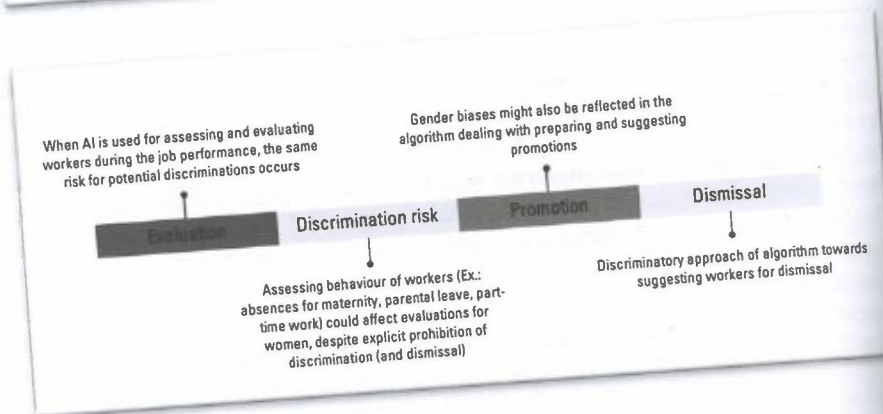 When AI is used for assessing and evaluating
workers during the job performance, the same
risk for potential discriminations occurs
Gender biases might also be reflected in the
algorithm dealing with preparing and suggesting
promotions
Evaluation
Discrimination risk
Promotion
Dismissal
Assessing behaviour of workers (Ex.:
absences for maternity, parental leave, part-
time work) could affect evaluations for
women, despite explicit prohibition of
discrimination (and dismissal)
Discriminatory approach of algorithm towards
suggesting workers for dismissal